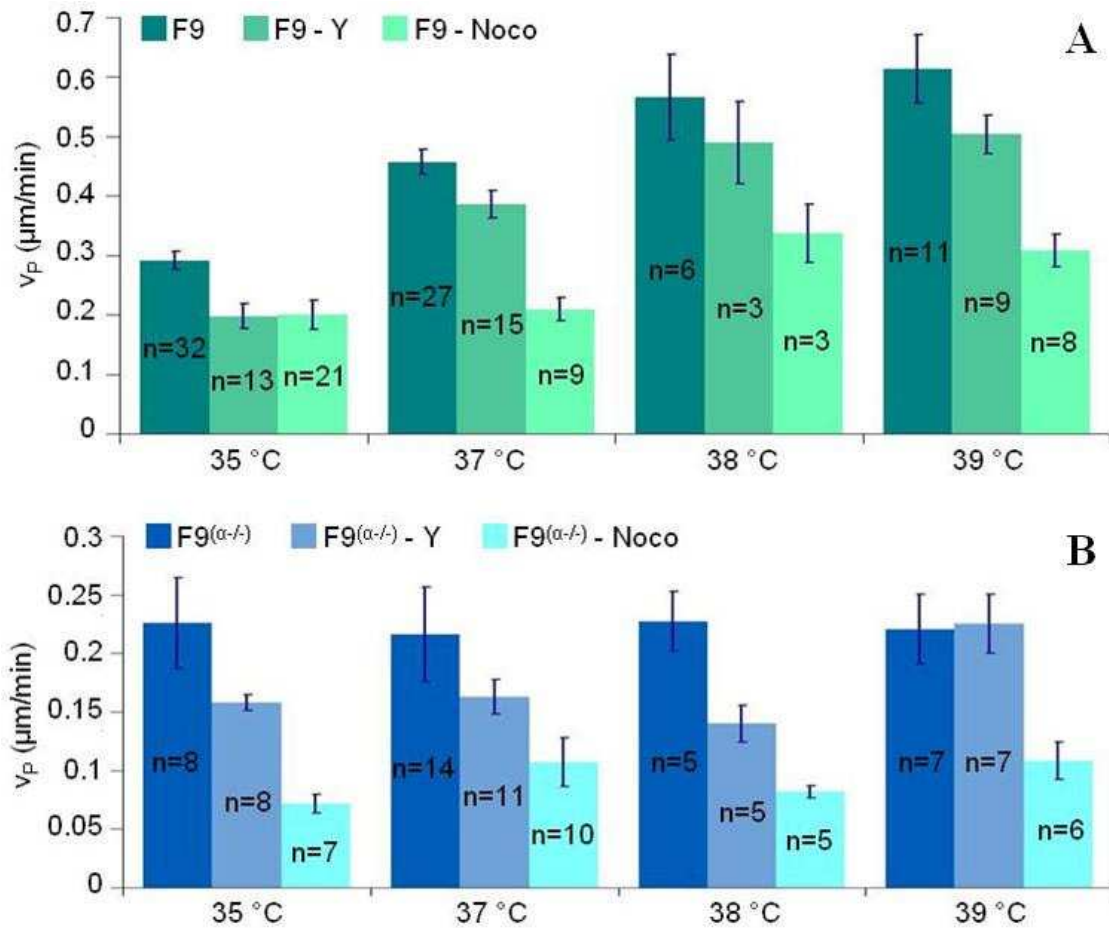 0.7
F9 F9 - Y F9 - Noco
A
0.6
0.5
0.4
0.3
0.2
0.1
0
vP (µm/min)
n=32 n=13 n=21
n=27 n=15 n=9
n=6 n=3 n=3
n=11 n=9 n=8
35 °C 37 °C 38 °C 39 °C
F9(α-/-) F9(α-/-) - Y F9(α-/-) - Noco
B
0.3
0.25
0.2
0.15
0.1
0.05
0
vP (µm/min)
n=8 n=8 n=7
n=14 n=11 n=10
n=5 n=5 n=5
n=7 n=7 n=6
35 °C 37 °C 38 °C 39 °C